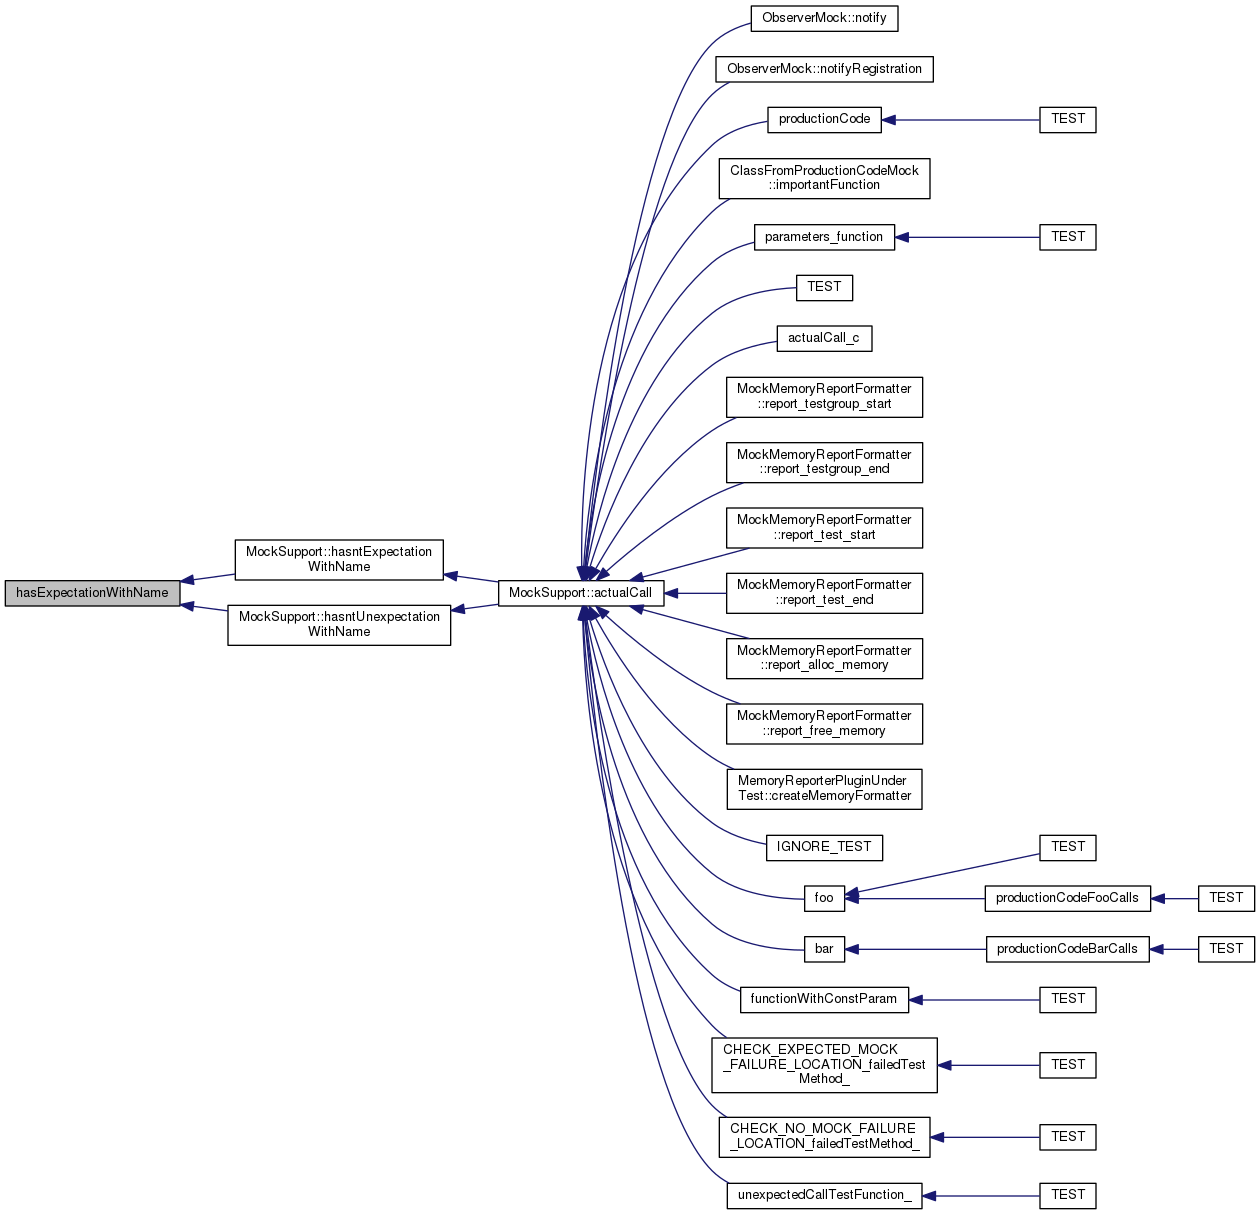 ObserverMock::notify
ObserverMock::notifyRegistration
productionCode
TEST
ClassFromProductionCodeMock
::importantFunction
parameters_function
TEST
TEST
actualCall_c
MockMemoryReportFormatter
::report_testgroup_start
MockMemoryReportFormatter
::report_testgroup_end
MockMemoryReportFormatter
::report_test_start
MockSupport::hasntExpectation
WithName
hasExpectationWithName
MockSupport::actualCall
MockMemoryReportFormatter
::report_test_end
MockSupport::hasntUnexpectation
WithName
MockMemoryReportFormatter
::report_alloc_memory
MockMemoryReportFormatter
::report_free_memory
MemoryReporterPluginUnder
Test::createMemoryFormatter
IGNORE_TEST
TEST
foo
productionCodeFooCalls
TEST
bar
productionCodeBarCalls
TEST
functionWithConstParam
TEST
CHECK_EXPECTED_MOCK
_FAILURE_LOCATION_failedTest
Method_
TEST
CHECK_NO_MOCK_FAILURE
_LOCATION_failedTestMethod_
TEST
unexpectedCallTestFunction_
TEST